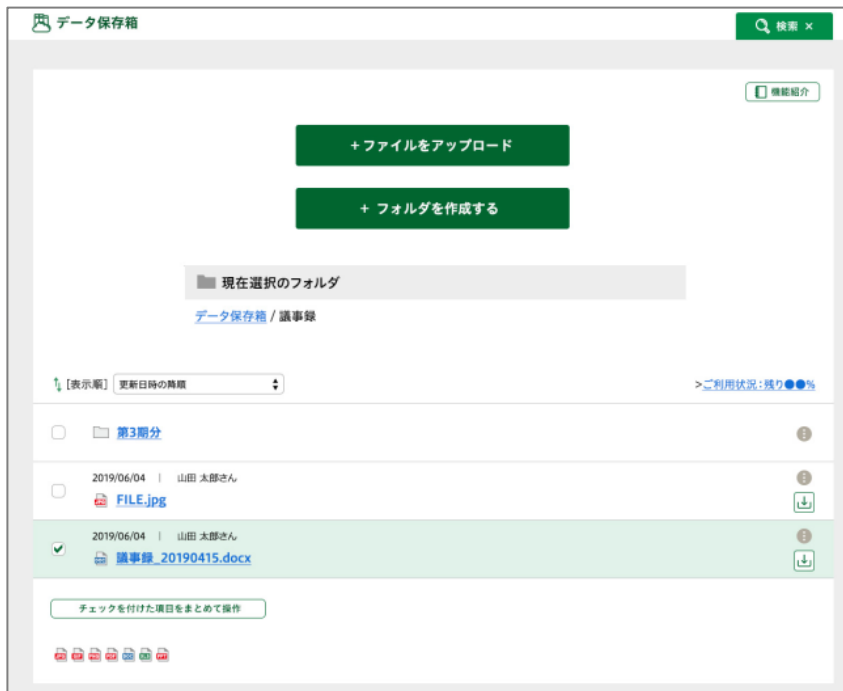 データ保存箱
検索 ×
機能紹介
+ファイルをアップロード
+ フォルダを作成する
現在選択のフォルダ
データ保存箱 / 議事録
[表示順] 更新日時の降順
>ご利用状況:残り●●%
第3期分
2019/06/04 | 山田 太郎さん
FILE.jpg
2019/06/04 | 山田 太郎さん
議事録_20190415.docx
チェックを付けた項目をまとめて操作